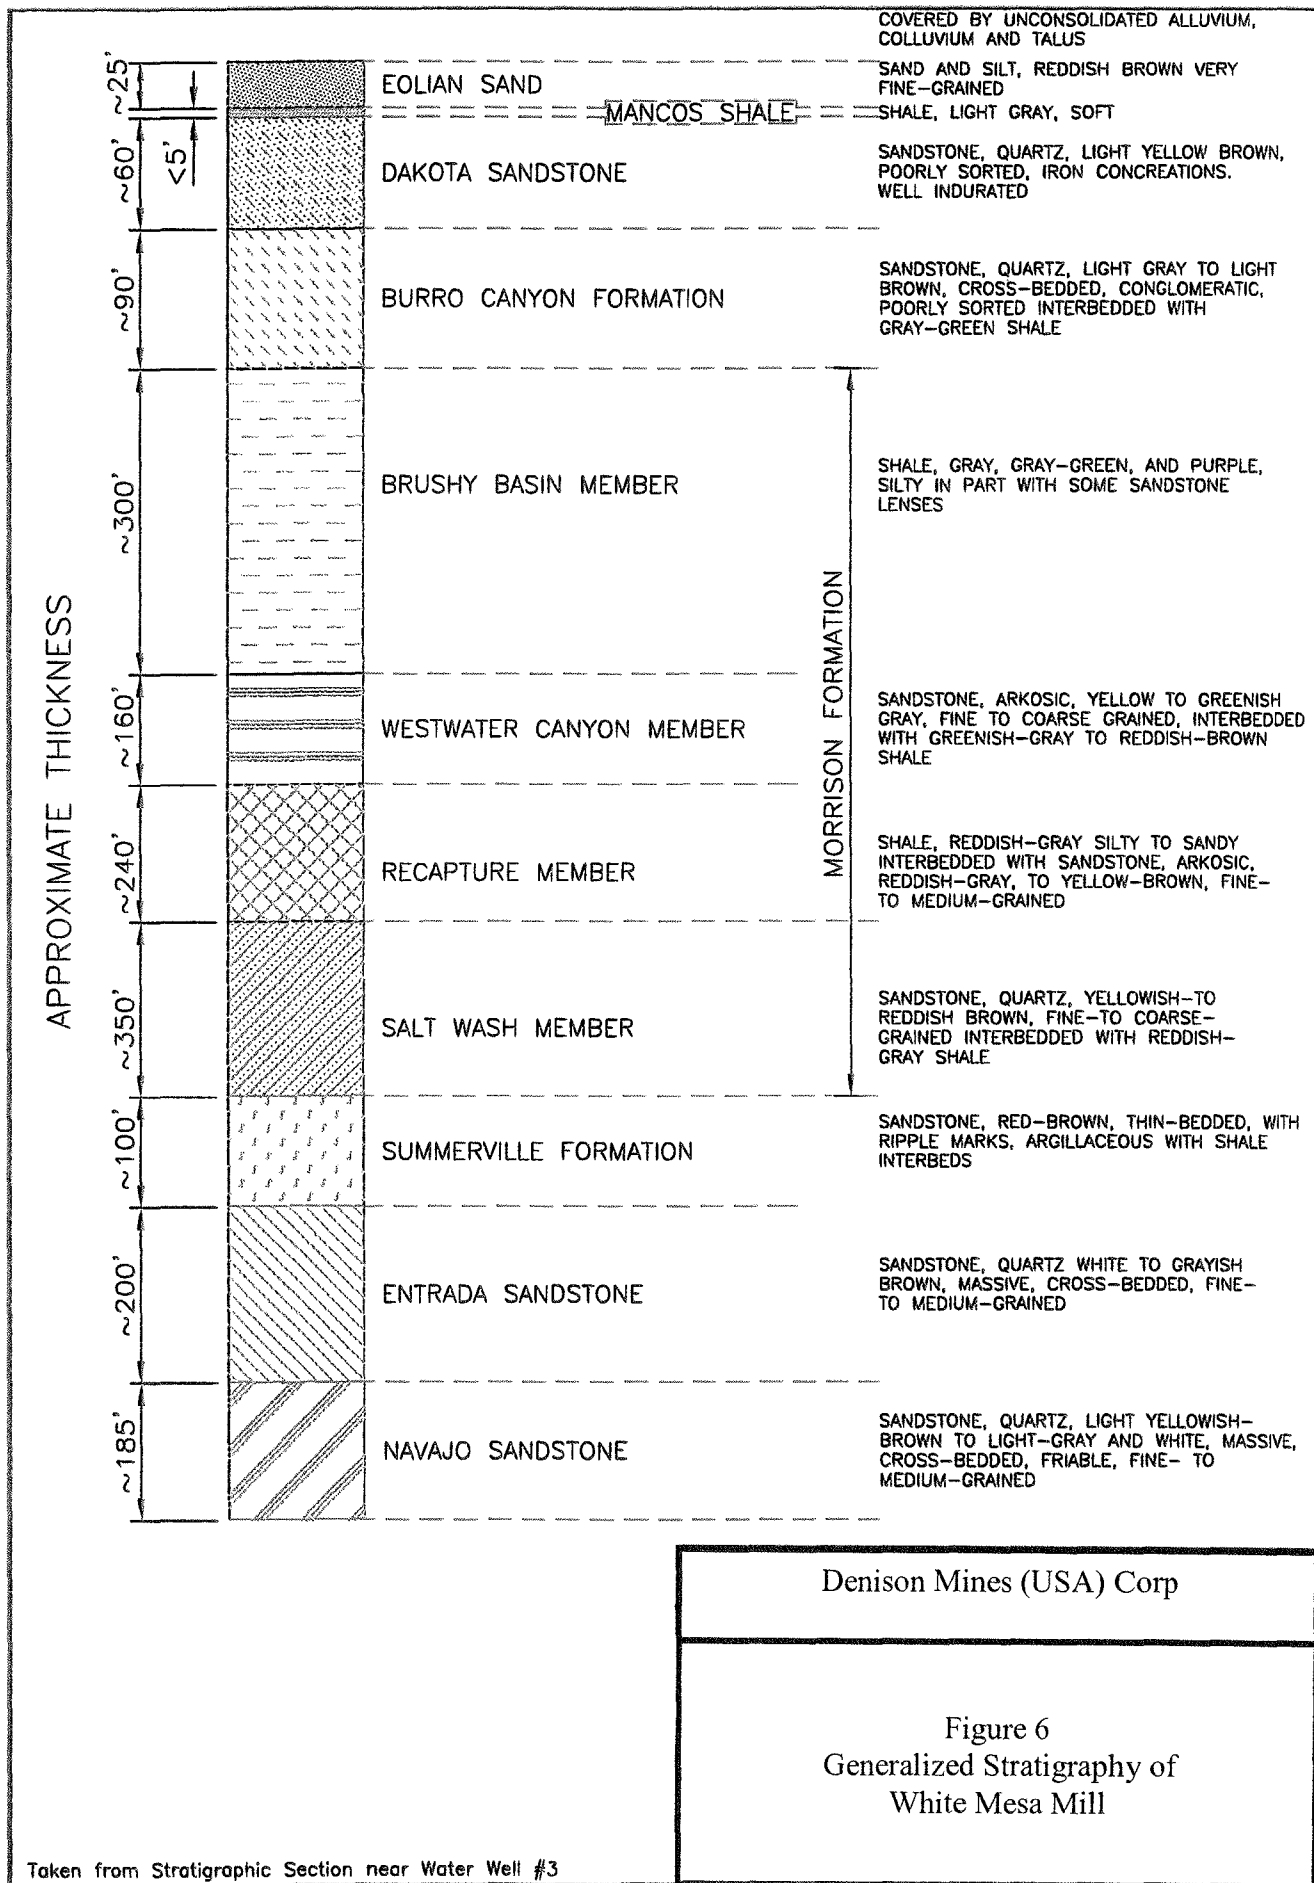 COVERED BY UNCONSOLIDATED ALLUVIUM,
COLLUVIUM AND TALUS
~25'
EOLIAN SAND
SAND AND SILT, REDDISH BROWN VERY
FINE-GRAINED
<5'
MANCOS SHALE
SHALE, LIGHT GRAY, SOFT
~60'
DAKOTA SANDSTONE
SANDSTONE, QUARTZ, LIGHT YELLOW BROWN,
POORLY SORTED, IRON CONCREATIONS.
WELL INDURATED
~90'
BURRO CANYON FORMATION
SANDSTONE, QUARTZ, LIGHT GRAY TO LIGHT
BROWN, CROSS-BEDDED, CONGLOMERATIC,
POORLY SORTED INTERBEDDED WITH
GRAY-GREEN SHALE
~300'
BRUSHY BASIN MEMBER
SHALE, GRAY, GRAY-GREEN, AND PURPLE,
SILTY IN PART WITH SOME SANDSTONE
LENSES
APPROXIMATE THICKNESS
MORRISON FORMATION
~160'
WESTWATER CANYON MEMBER
SANDSTONE, ARKOSIC, YELLOW TO GREENISH
GRAY, FINE TO COARSE GRAINED, INTERBEDDED
WITH GREENISH-GRAY TO REDDISH-BROWN
SHALE
~240'
RECAPTURE MEMBER
SHALE, REDDISH-GRAY SILTY TO SANDY
INTERBEDDED WITH SANDSTONE, ARKOSIC,
REDDISH-GRAY, TO YELLOW-BROWN, FINE-
TO MEDIUM-GRAINED
~350'
SALT WASH MEMBER
SANDSTONE, QUARTZ, YELLOWISH-TO
REDDISH BROWN, FINE-TO COARSE-
GRAINED INTERBEDDED WITH REDDISH-
GRAY SHALE
~100'
SUMMERVILLE FORMATION
SANDSTONE, RED-BROWN, THIN-BEDDED, WITH
RIPPLE MARKS, ARGILLACEOUS WITH SHALE
INTERBEDS
~200'
ENTRADA SANDSTONE
SANDSTONE, QUARTZ WHITE TO GRAYISH
BROWN, MASSIVE, CROSS-BEDDED, FINE-
TO MEDIUM-GRAINED
~185'
NAVAJO SANDSTONE
SANDSTONE, QUARTZ, LIGHT YELLOWISH-
BROWN TO LIGHT-GRAY AND WHITE, MASSIVE,
CROSS-BEDDED, FRIABLE, FINE- TO
MEDIUM-GRAINED
Denison Mines (USA) Corp
Figure 6
Generalized Stratigraphy of
White Mesa Mill
Taken from Stratigraphic Section near Water Well #3